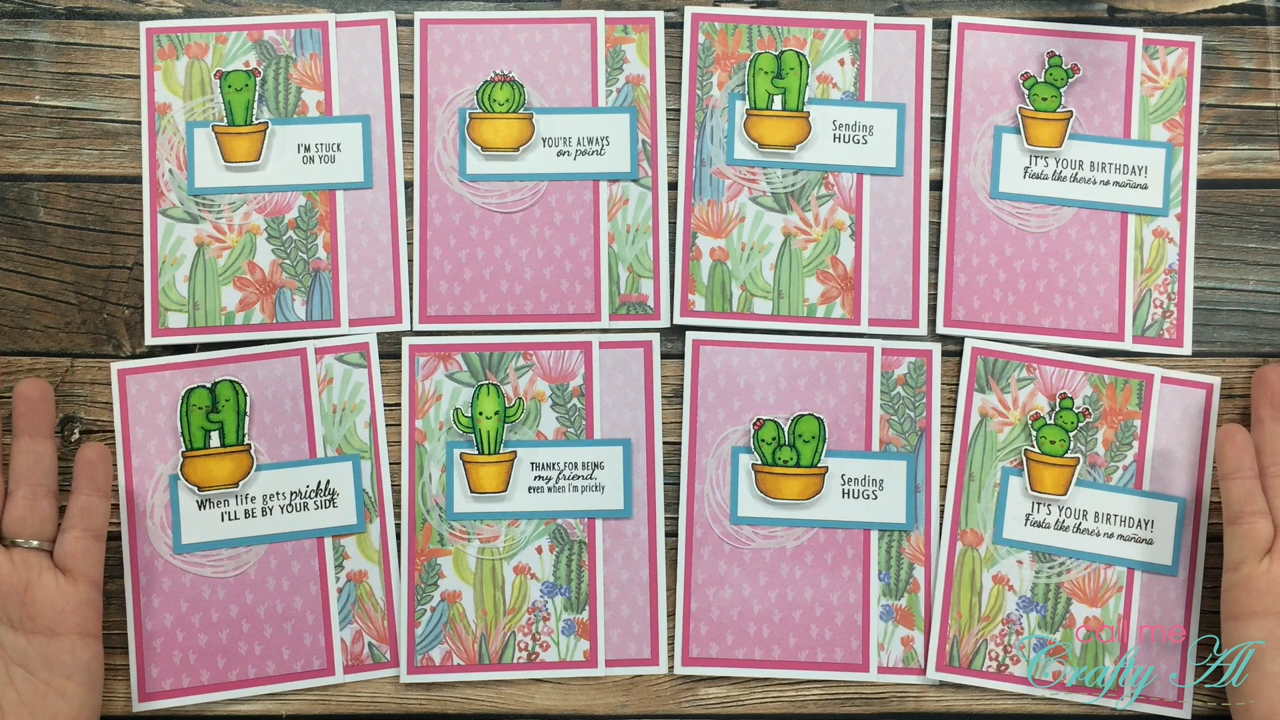 I'M STUCK
ON YOU
YOU'RE ALWAYS
on point
Sending
HUGS
IT'S YOUR BIRTHDAY!
Fiesta like there's no mañana
When life gets prickly,
I'LL BE BY YOUR SIDE
THANKS FOR BEING
my friend,
even when I'm prickly
Sending
HUGS
IT'S YOUR BIRTHDAY!
Fiesta like there's no mañana
call me
Crafty Al